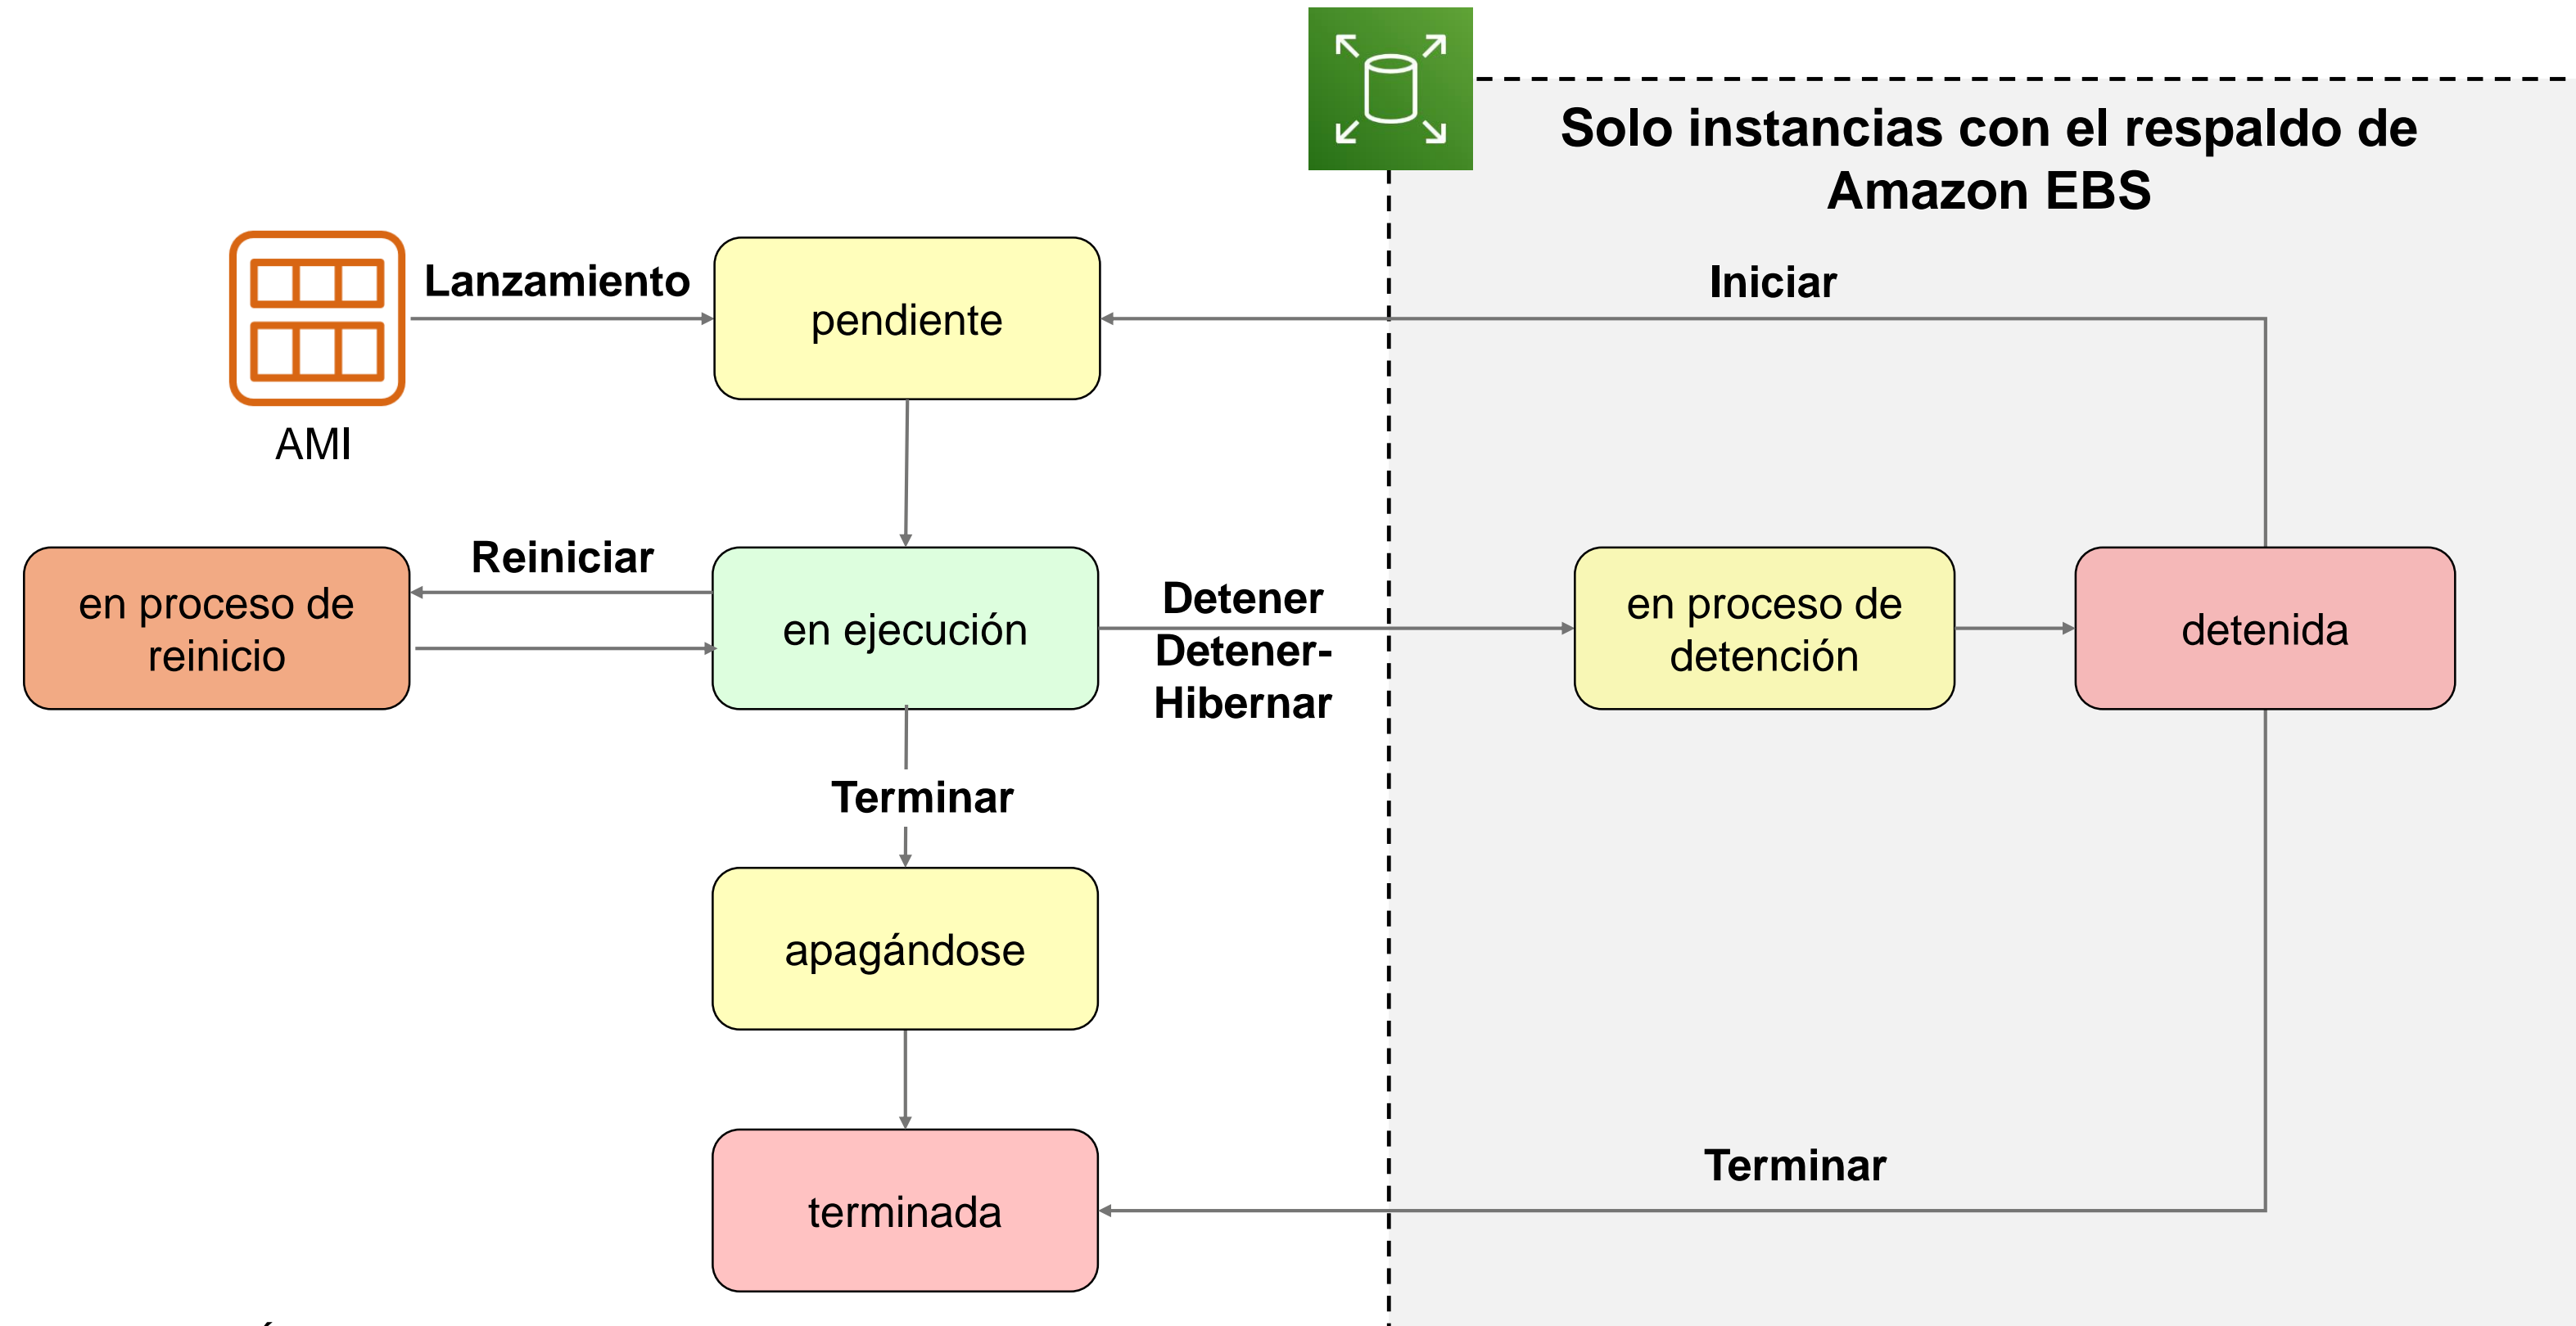 Solo instancias con el respaldo de
Amazon EBS
Lanzamiento
pendiente
Iniciar
AMI
Reiniciar
en proceso de
reinicio
en ejecución
Detener
Detener-
Hibernar
en proceso de
detención
detenida
Terminar
apagándose
Terminar
terminada